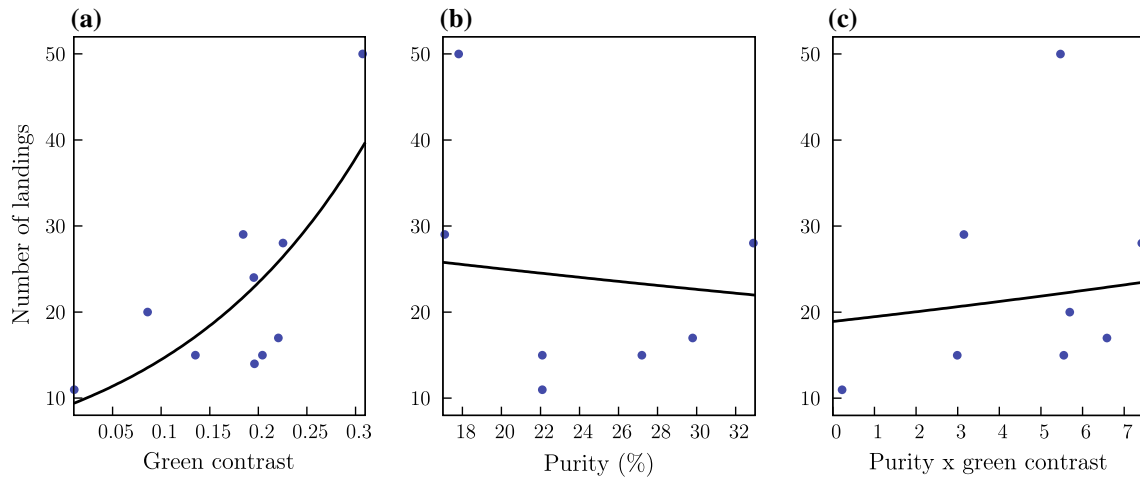 (a) (b) (c)
Number of landings
50 50 50
40 40 40
30 30 30
20 20 20
10 10 10
0.05 0.1 0.15 0.2 0.25 0.3
18 20 22 24 26 28 30 32
0 1 2 3 4 5 6 7
Green contrast Purity (%) Purity x green contrast